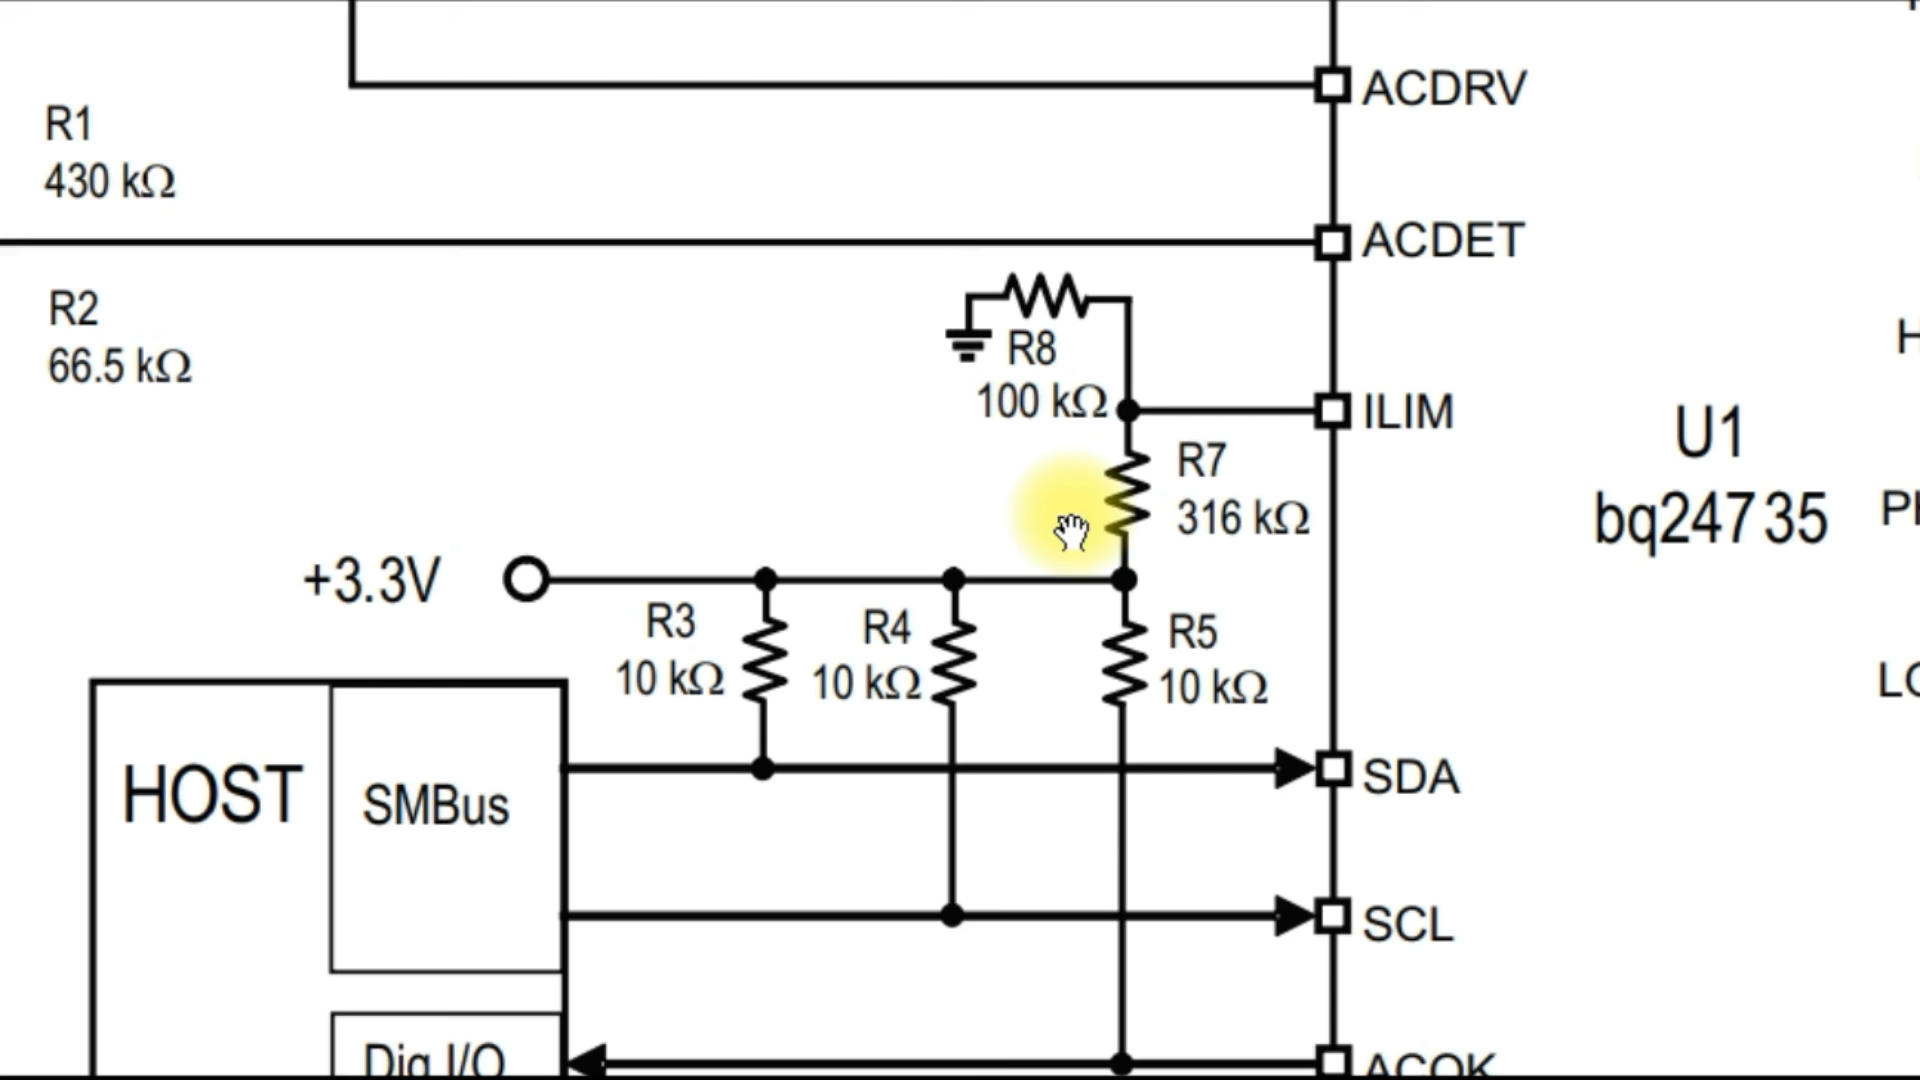 ACDRV
R1
430 kΩ
ACDET
R2
66.5 kΩ
R8
100 kΩ
ILIM
R7
316 kΩ
U1
bq24735
+3.3V
R3
10 kΩ
R4
10 kΩ
R5
10 kΩ
HOST
SMBus
SDA
SCL
Dig I/O
ACOK
H